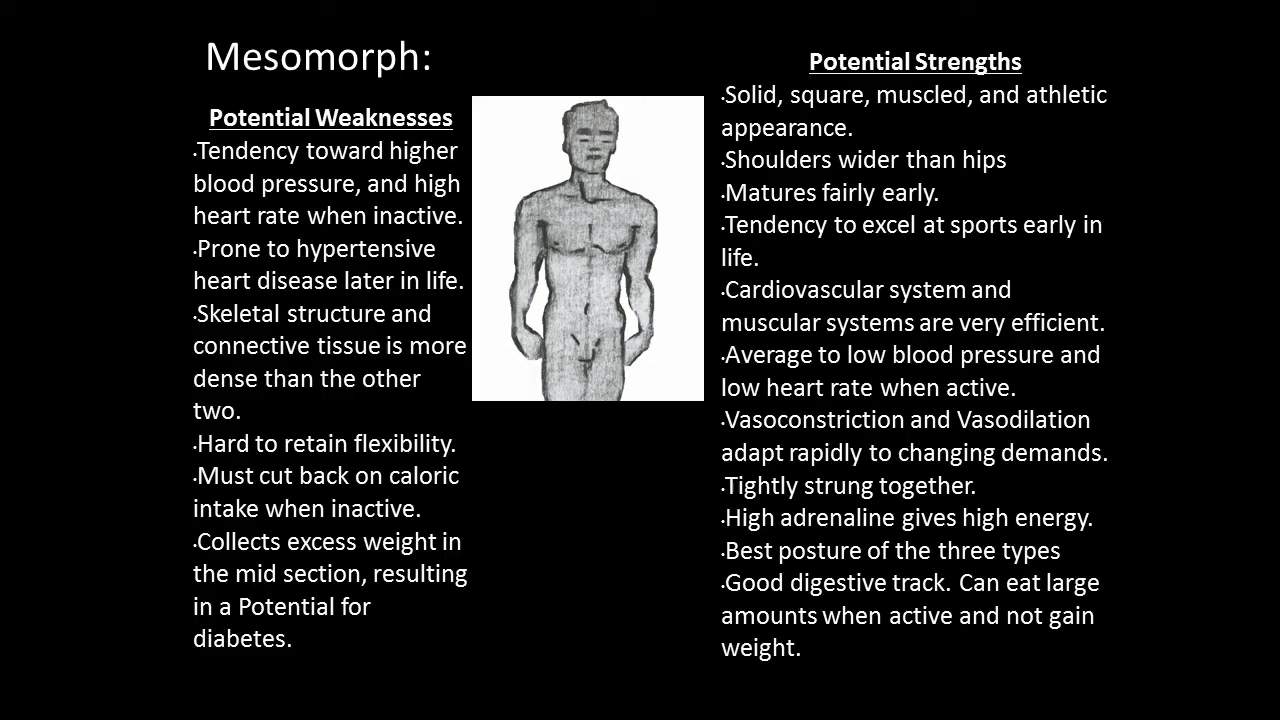 Mesomorph:
Potential Weaknesses
·Tendency toward higher
blood pressure, and high
heart rate when inactive.
·Prone to hypertensive
heart disease later in life.
·Skeletal structure and
connective tissue is more
dense than the other
two.
·Hard to retain flexibility.
·Must cut back on caloric
intake when inactive.
·Collects excess weight in
the mid section, resulting
in a Potential for
diabetes.
Potential Strengths
·Solid, square, muscled, and athletic
appearance.
·Shoulders wider than hips
·Matures fairly early.
·Tendency to excel at sports early in
life.
·Cardiovascular system and
muscular systems are very efficient.
·Average to low blood pressure and
low heart rate when active.
·Vasoconstriction and Vasodilation
adapt rapidly to changing demands.
·Tightly strung together.
·High adrenaline gives high energy.
·Best posture of the three types
·Good digestive track. Can eat large
amounts when active and not gain
weight.